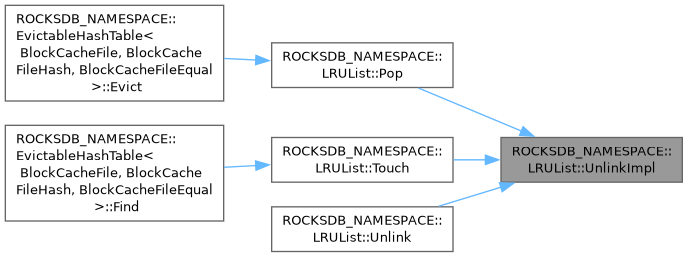 ROCKSDB_NAMESPACE::
EvictableHashTable<
BlockCacheFile, BlockCache
FileHash, BlockCacheFileEqual
>::Evict
ROCKSDB_NAMESPACE::
LRUList::Pop
ROCKSDB_NAMESPACE::
EvictableHashTable<
BlockCacheFile, BlockCache
FileHash, BlockCacheFileEqual
>::Find
ROCKSDB_NAMESPACE::
LRUList::Touch
ROCKSDB_NAMESPACE::
LRUList::UnlinkImpl
ROCKSDB_NAMESPACE::
LRUList::Unlink